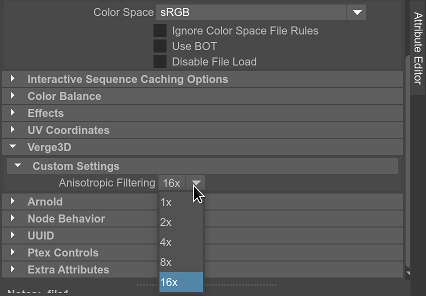 Color Space sRGB
Ignore Color Space File Rules
Use BOT
Disable File Load
Interactive Sequence Caching Options
Color Balance
Effects
UV Coordinates
Verge3D
Custom Settings
Anisotropic Filtering 16x
1x
2x
4x
8x
16x
Arnold
Node Behavior
UUID
Ptex Controls
Extra Attributes
Notes: file1
Attribute Editor